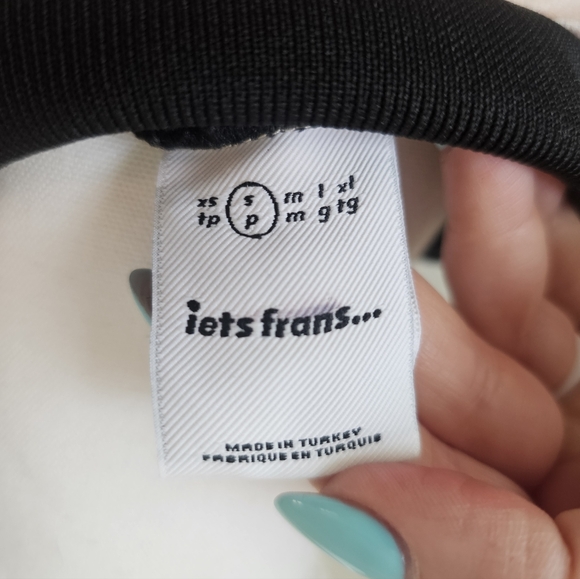 xs s m l xl
tp p m g tg
iets frans...
MADE IN TURKEY
FABRIQUE EN TURQUIE